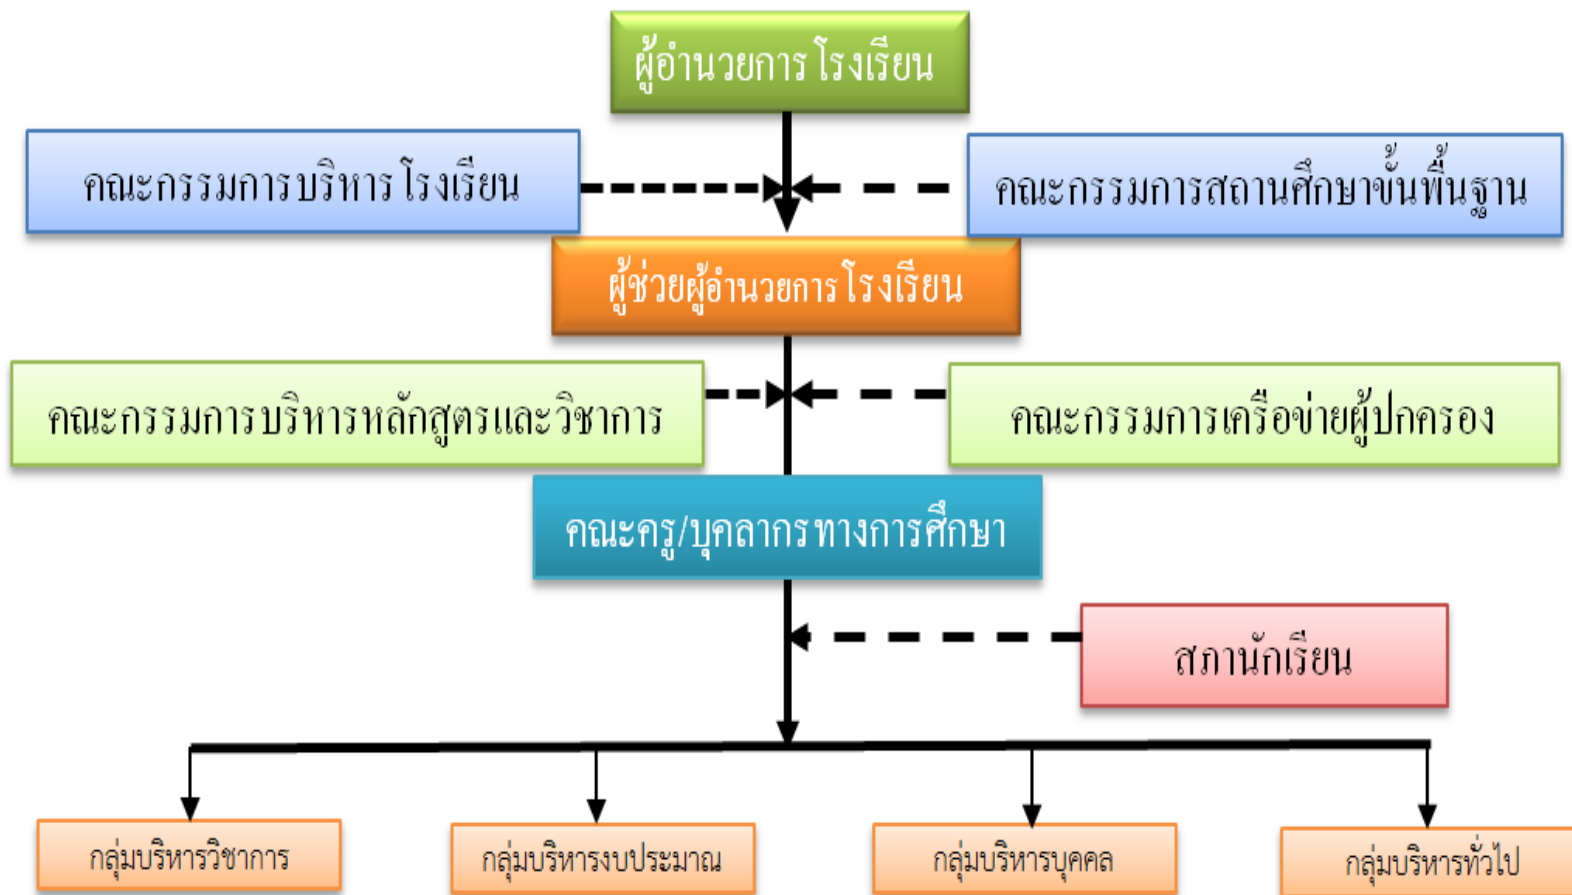 ผู้อำนวยการโรงเรียน
คณะกรรมการบริหารโรงเรียน
คณะกรรมการสถานศึกษาขั้นพื้นฐาน
ผู้ช่วยผู้อำนวยการโรงเรียน
คณะกรรมการบริหารหลักสูตรและวิชาการ
คณะกรรมการเครือข่ายผู้ปกครอง
คณะครู/บุคลากรทางการศึกษา
สภานักเรียน
กลุ่มบริหารวิชาการ
กลุ่มบริหารงบประมาณ
กลุ่มบริหารบุคคล
กลุ่มบริหารทั่วไป